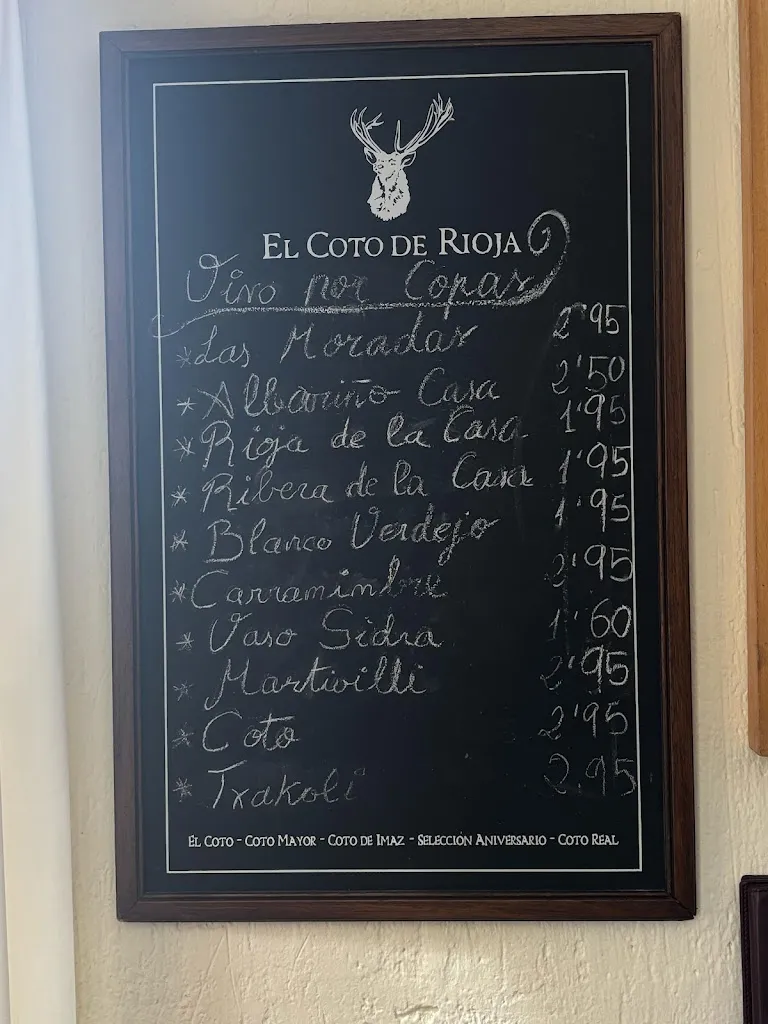 EL COTO DE RIOJA
Vino por Copas
* Las Moradas 2'95
* Albariño Casa 2'50
* Rioja de la Casa 1'95
* Ribera de la Casa 1'95
* Blanco Verdejo 1'95
* Carramimbre 2'95
* Vaso Sidra 1'60
* Martivilli 2'95
* Coto 2'95
* Txakoli 2.95
EL COTO - COTO MAYOR - COTO DE IMAZ - SELECCIÓN ANIVERSARIO - COTO REAL